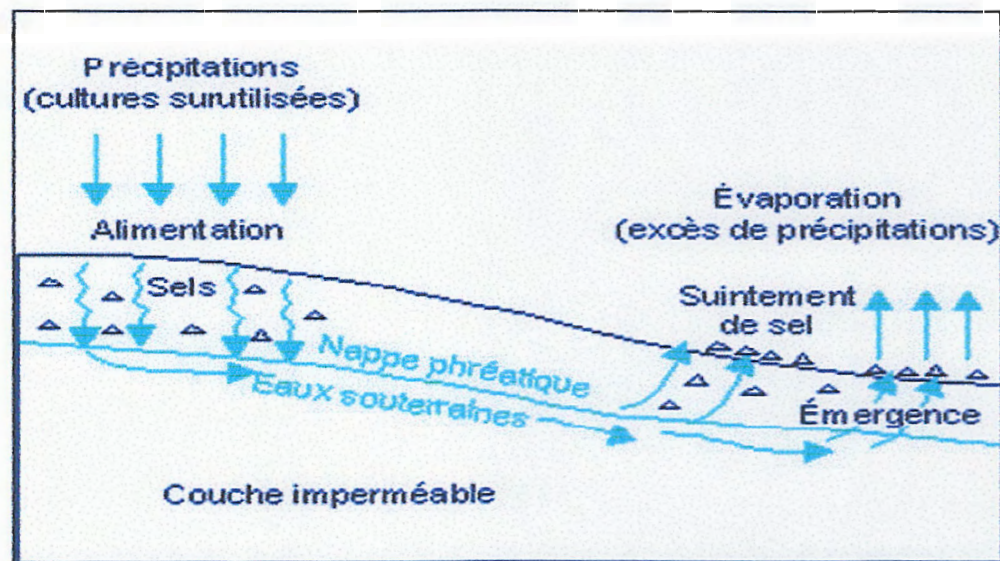 Précipitations
(cultures surutilisées)
Alimentation
Évaporation
(excès de précipitations)
Sels
Suintement
de sel
Nappe phréatique
Eaux souterraines
Émergence
Couche imperméable